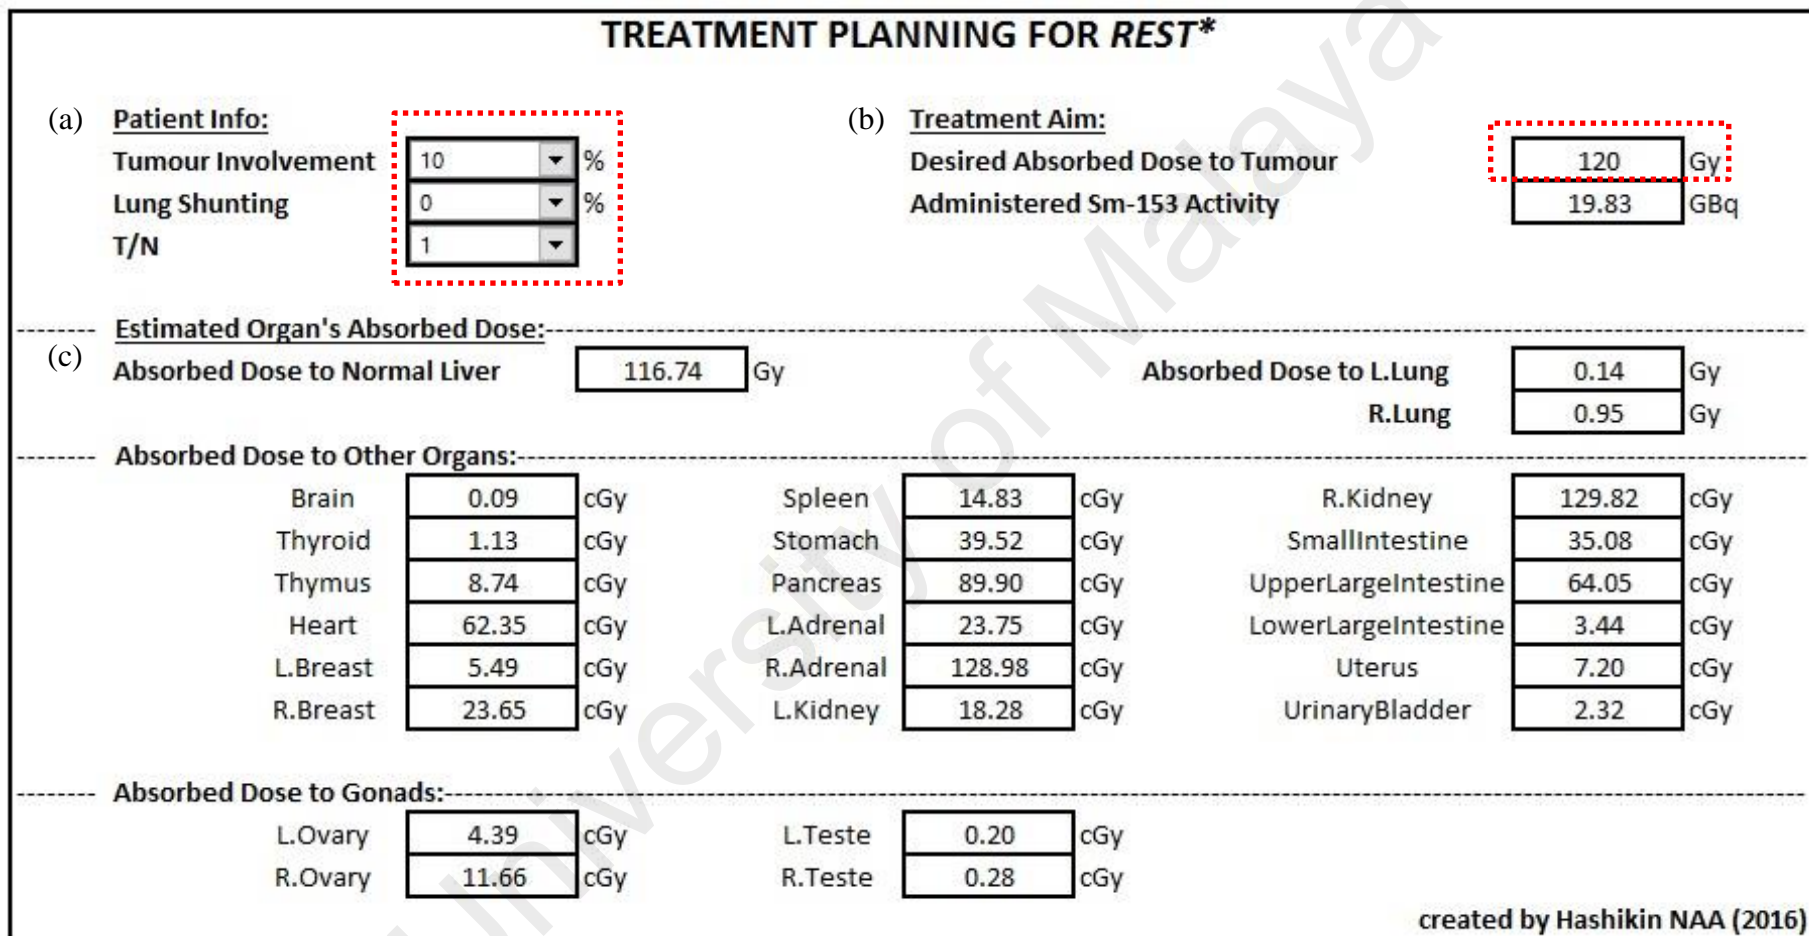 TREATMENT PLANNING FOR REST*
(a) Patient Info: (b) Treatment Aim:
Tumour Involvement 10 % Desired Absorbed Dose to Tumour 120 Gy
Lung Shunting 0 % Administered Sm-153 Activity 19.83 GBq
T/N 1
Estimated Organ's Absorbed Dose:
(c) Absorbed Dose to Normal Liver 116.74 Gy Absorbed Dose to L.Lung 0.14 Gy
R.Lung 0.95 Gy
Absorbed Dose to Other Organs:
Brain 0.09 cGy Spleen 14.83 cGy R.Kidney 129.82 cGy
Thyroid 1.13 cGy Stomach 39.52 cGy SmallIntestine 35.08 cGy
Thymus 8.74 cGy Pancreas 89.90 cGy UpperLargeIntestine 64.05 cGy
Heart 62.35 cGy L.Adrenal 23.75 cGy LowerLargeIntestine 3.44 cGy
L.Breast 5.49 cGy R.Adrenal 128.98 cGy Uterus 7.20 cGy
R.Breast 23.65 cGy L.Kidney 18.28 cGy UrinaryBladder 2.32 cGy
Absorbed Dose to Gonads:
L.Ovary 4.39 cGy L.Teste 0.20 cGy
R.Ovary 11.66 cGy R.Teste 0.28 cGy
created by Hashikin NAA (2016)
University of Malaya